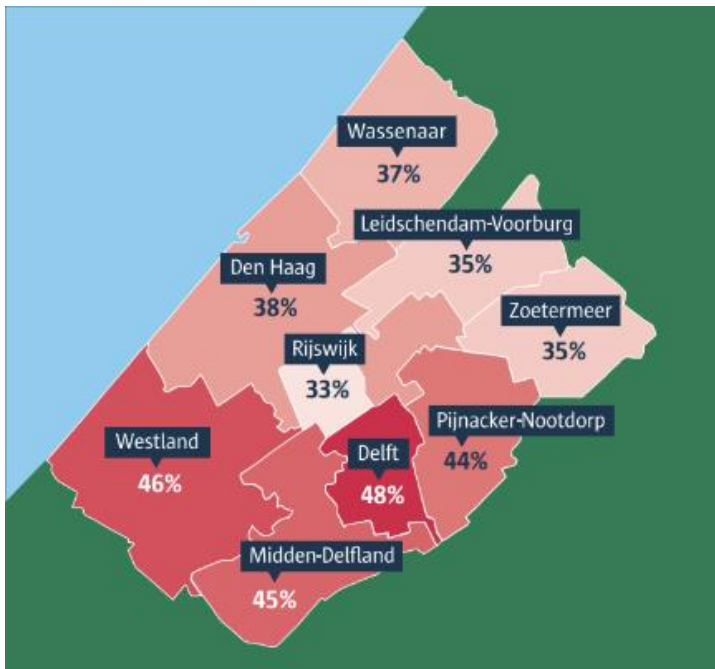 Wassenaar
37%
Leidschendam-Voorburg
35%
Den Haag
38%
Zoetermeer
35%
Rijswijk
33%
Pijnacker-Nootdorp
44%
Westland
46%
Delft
48%
Midden-Delfland
45%